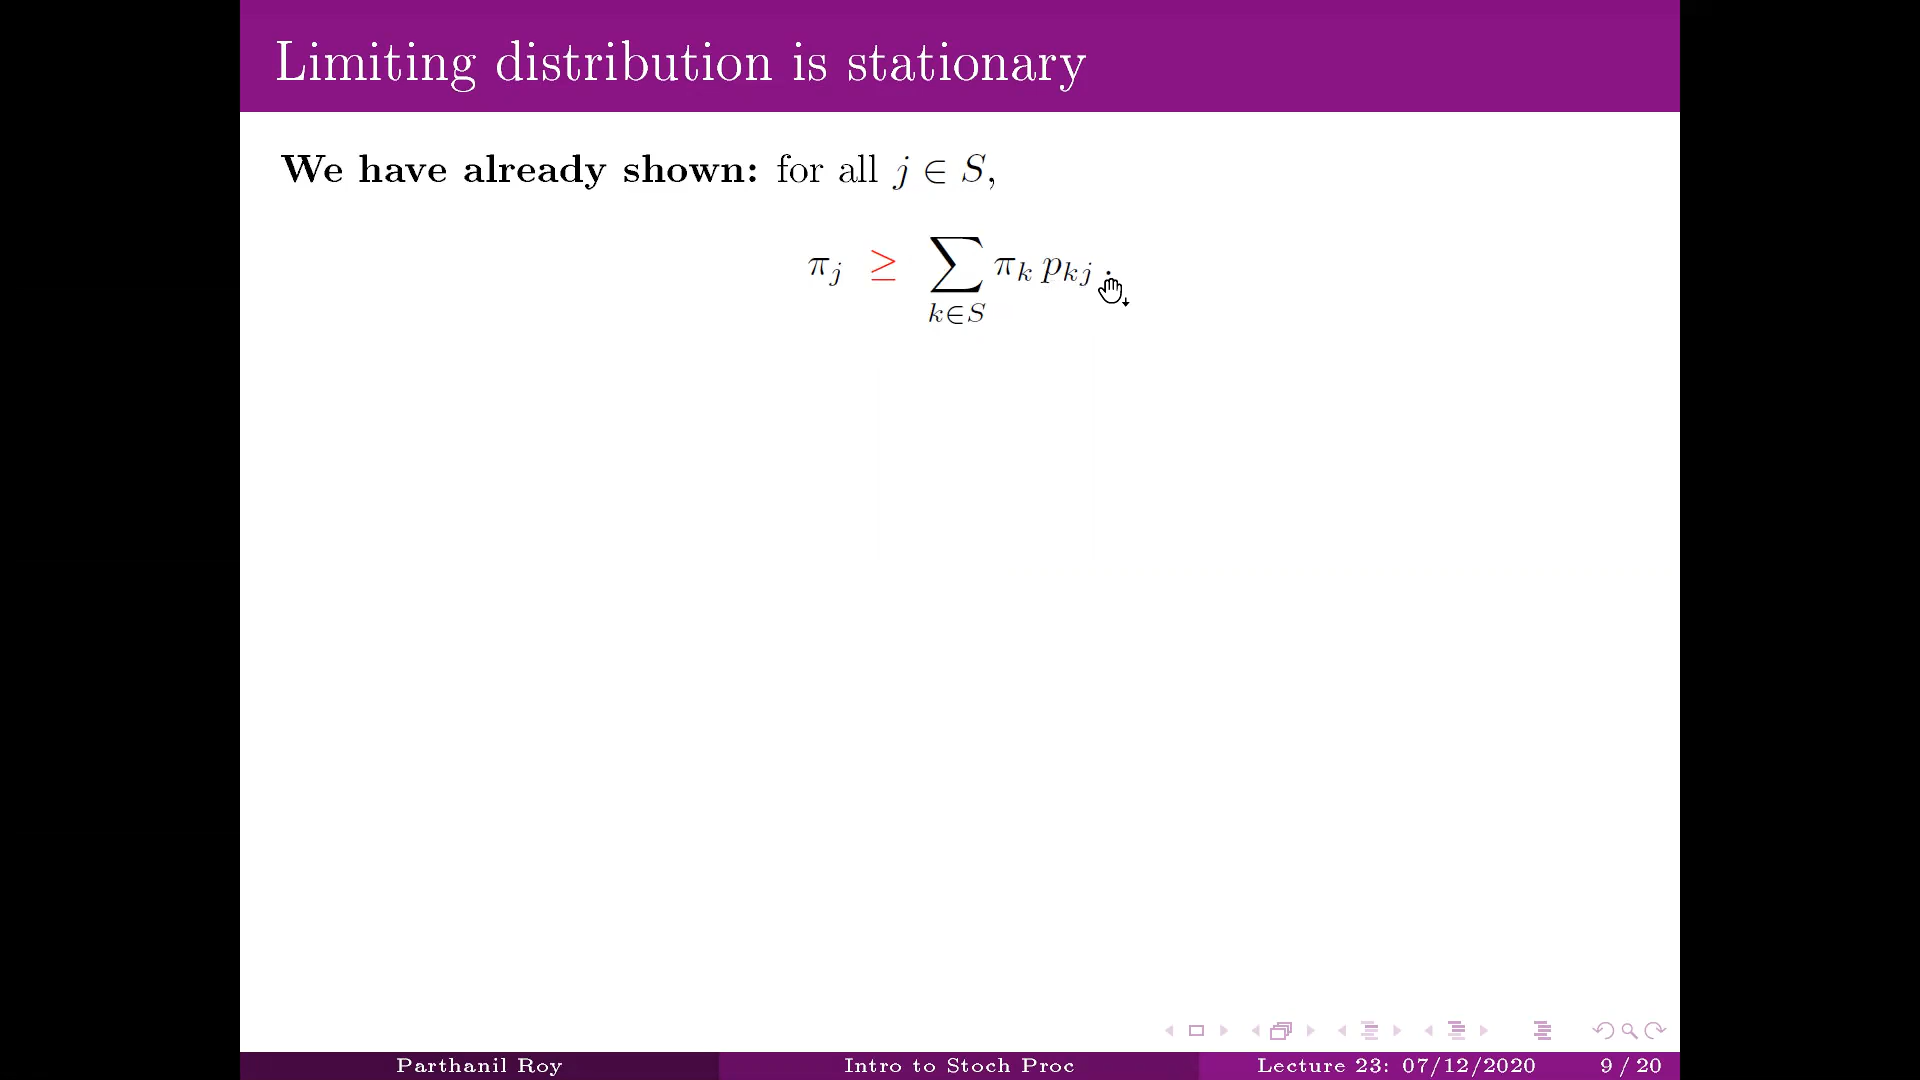 Limiting distribution is stationary
We have already shown: for all j ∈ S,
π_j ≥ ∑_{k∈S} π_k p_{kj} .
Parthanil Roy
Intro to Stoch Proc
Lecture 23: 07/12/2020
9 / 20